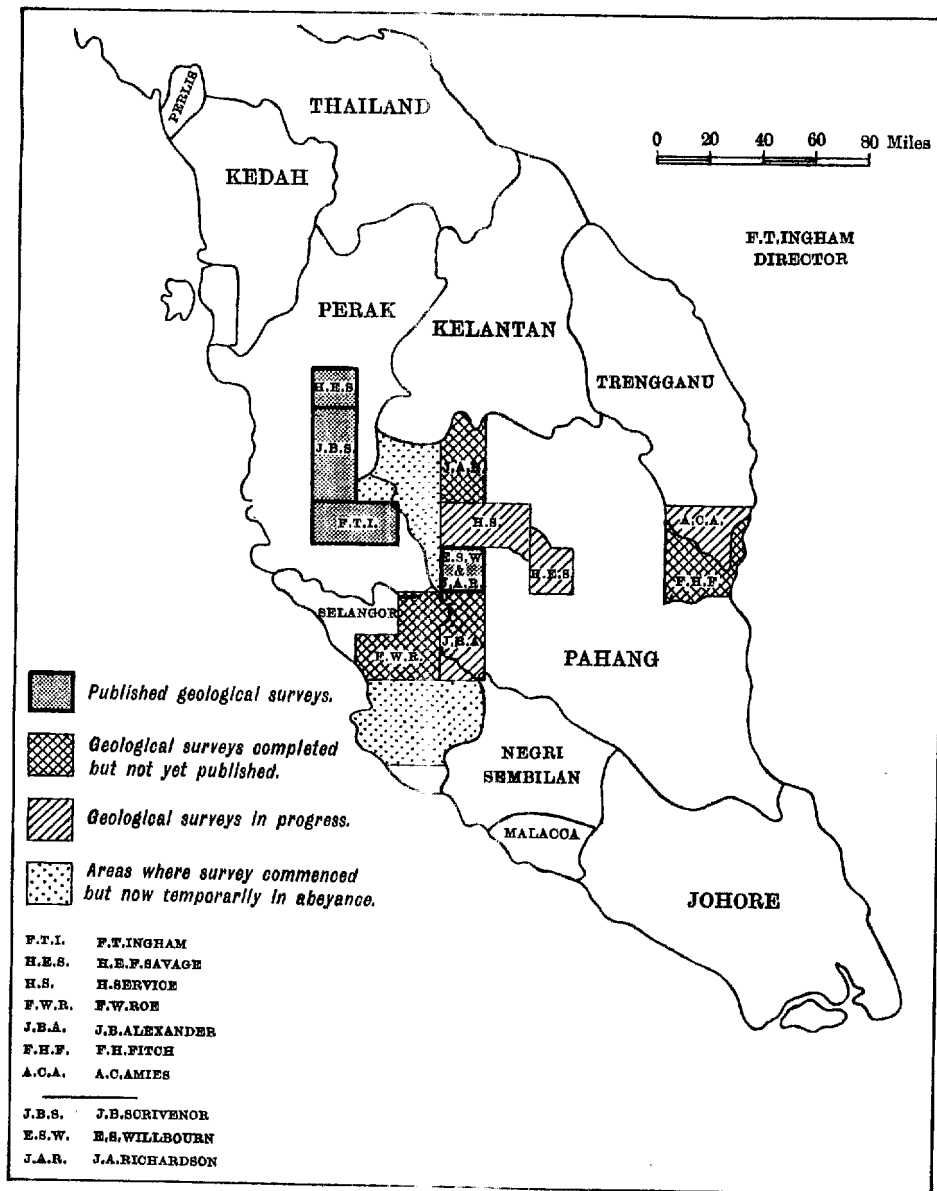 PERLIS
THAILAND
KEDAH
0 20 40 60 80 Miles
F.T.INGHAM
DIRECTOR
PERAK
KELANTAN
TRENGGANU
H.E.S.
J.B.S.
J.A.R.
F.T.I.
H.S.
A.C.A.
E.S.W.
&
J.A.R.
H.E.S.
F.H.F.
SELANGOR
F.W.R.
J.B.A.
PAHANG
NEGRI
SEMBILAN
MALACCA
JOHORE
Published geological surveys.
Geological surveys completed
but not yet published.
Geological surveys in progress.
Areas where survey commenced
but now temporarily in abeyance.
F.T.I. F.T.INGHAM
H.E.S. H.E.F.SAVAGE
H.S. H.SERVICE
F.W.R. F.W.ROE
J.B.A. J.B.ALEXANDER
F.H.F. F.H.FITCH
A.C.A. A.C.AMIES
J.B.S. J.B.SCRIVENOR
E.S.W. E.S.WILLBOURN
J.A.R. J.A.RICHARDSON